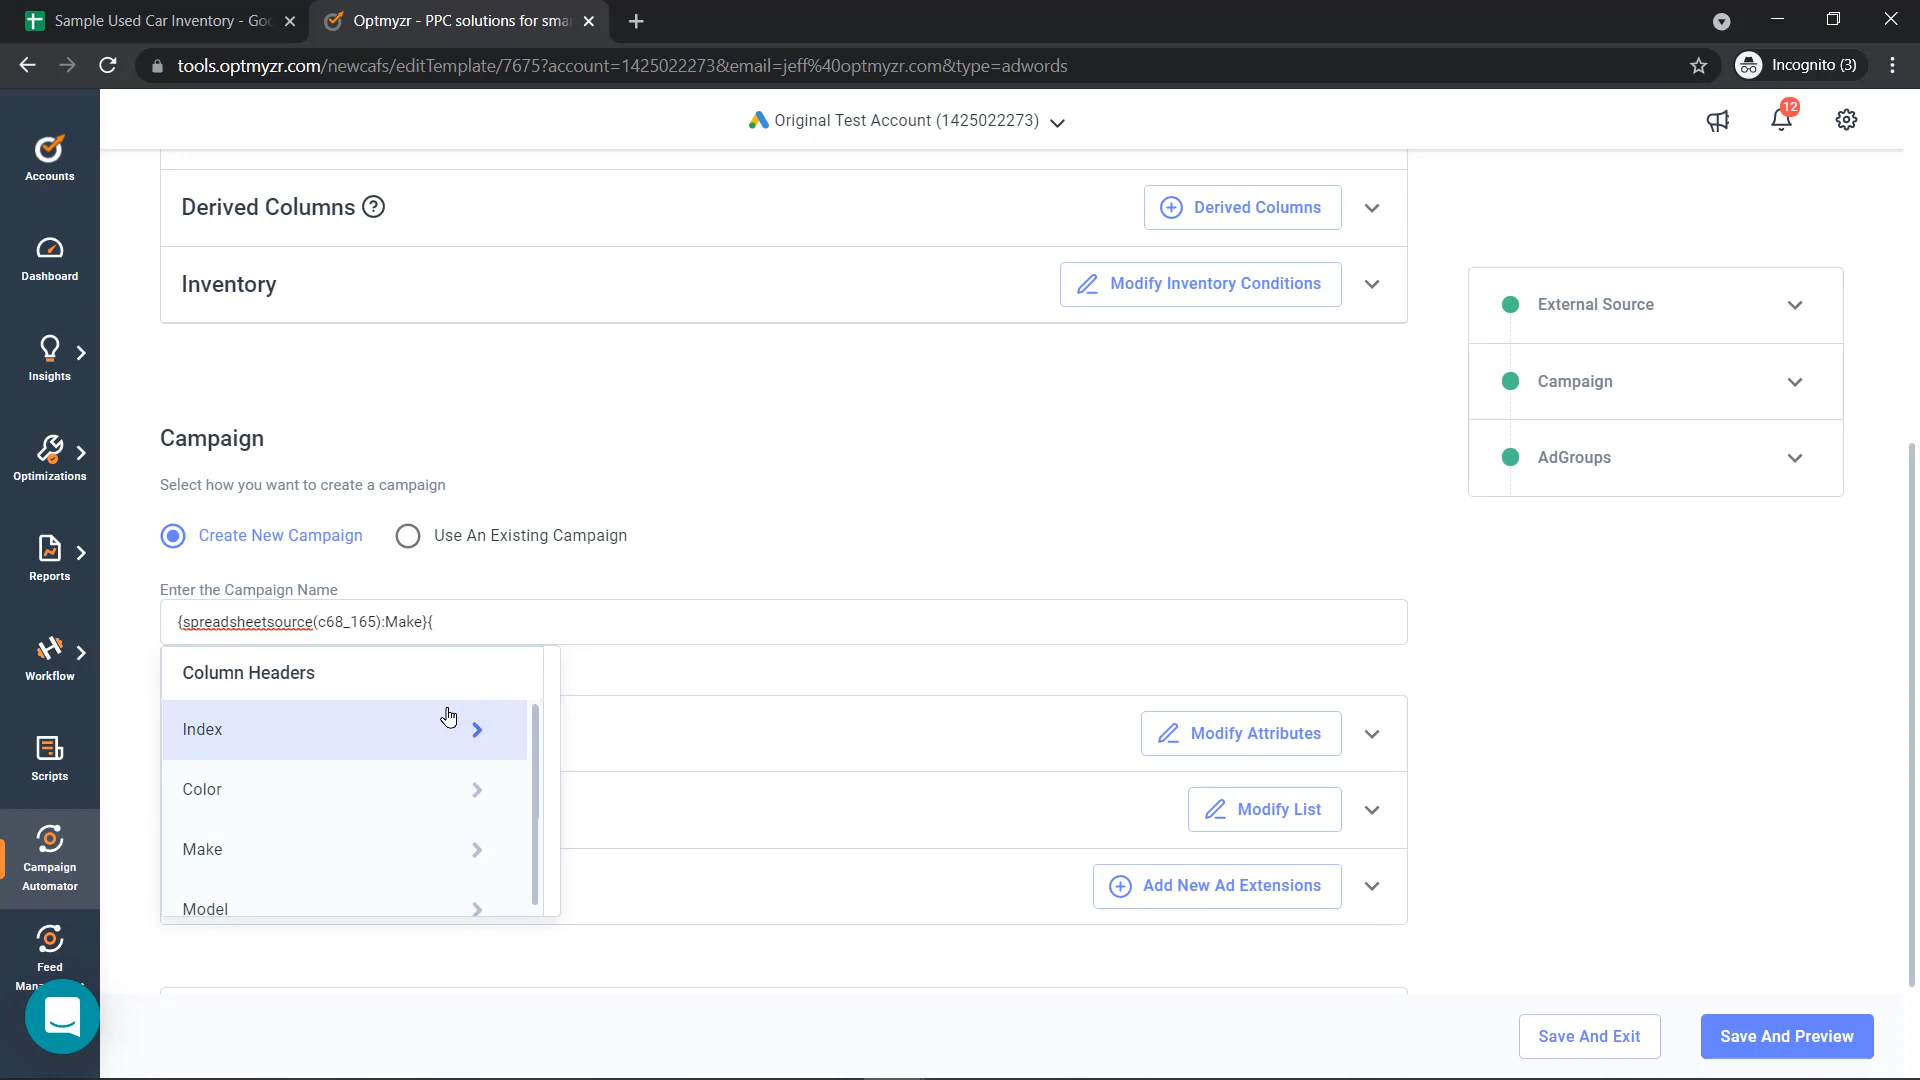 Sample Used Car Inventory - Goo
Optmyzr - PPC solutions for sma
tools.optmyzr.com/newcafs/editTemplate/7675?account=1425022273&email=jeff%40optmyzr.com&type=adwords
Incognito (3)
Original Test Account (1425022273)
12
Accounts
Dashboard
Insights
Optimizations
Reports
Workflow
Scripts
Campaign
Automator
Feed
Derived Columns ?
Derived Columns
Inventory
Modify Inventory Conditions
External Source
Campaign
AdGroups
Campaign
Select how you want to create a campaign
Create New Campaign
Use An Existing Campaign
Enter the Campaign Name
{spreadsheetsource(c68_165):Make}{
Column Headers
Index
Color
Make
Model
Modify Attributes
Modify List
Add New Ad Extensions
Save And Exit
Save And Preview